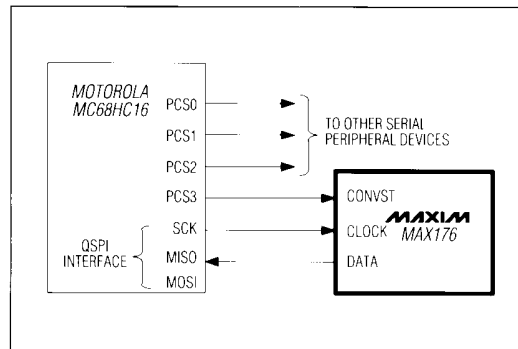 MOTOROLA
MC68HC16
PCS0
PCS1
PCS2
TO OTHER SERIAL
PERIPHERAL DEVICES
PCS3
CONVST
SCK
CLOCK
MAXIM
MAX176
QSPI
INTERFACE
MISO
DATA
MOSI